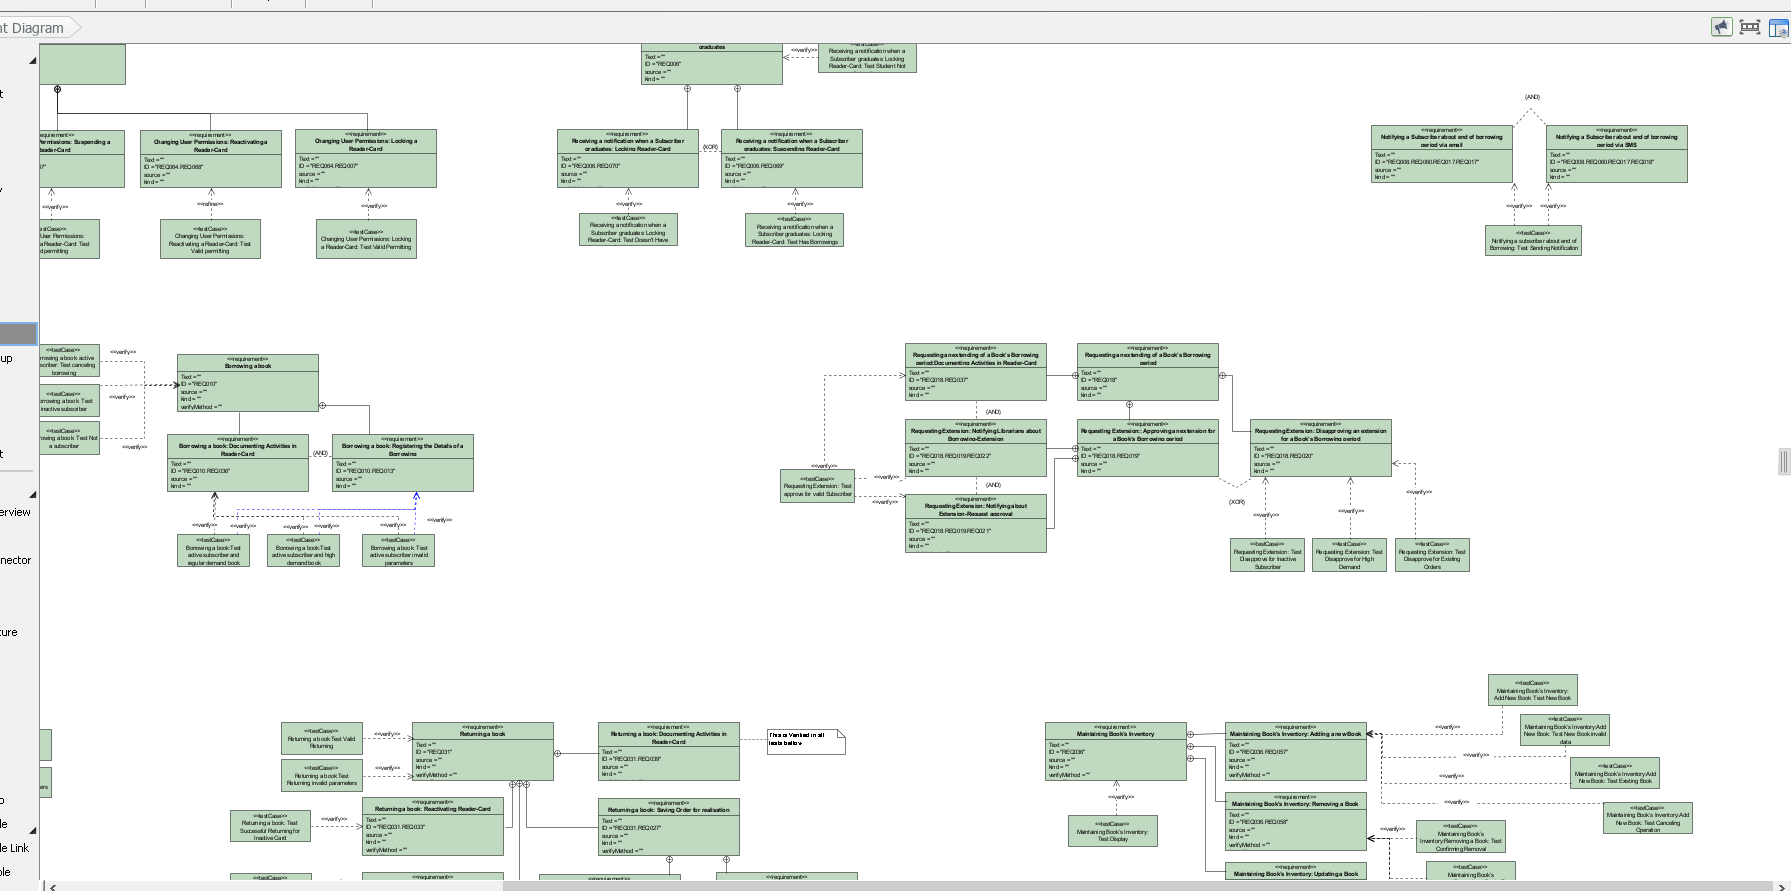 nt Diagram
graduates
Text =""
ID ="REQ006"
source =""
kind =""
<<verify>>
Receiving a notification when a
Subscriber graduates: Locking
Reader-Card: Test Student Not
{AND}
<<requirement>>
Permissions: Suspending a
Reader-Card
source =""
kind =""
<<requirement>>
Changing User Permissions: Reactivating a
Reader-Card
Text =""
ID ="REQ064.REQ068"
source =""
kind =""
<<requirement>>
Changing User Permissions: Locking a
Reader-Card
Text =""
ID ="REQ064.REQ007"
source =""
kind =""
<<requirement>>
Receiving a notification when a Subscriber
graduates: Locking Reader-Card
Text =""
ID ="REQ006.REQ070"
source =""
kind =""
{XOR}
<<requirement>>
Receiving a notification when a Subscriber
graduates: Suspending Reader-Card
Text =""
ID ="REQ006.REQ069"
source =""
kind =""
<<requirement>>
Notifying a Subscriber about end of borrowing
period via email
Text =""
source =""
kind =""
<<requirement>>
Notifying a Subscriber about end of borrowing
period via SMS
Text =""
source =""
kind =""
<<verify>>
<<refine>>
<<verify>>
<<verify>>
<<verify>>
<<verify>>
<<verify>>
User Permissions:
a Reader-Card: Test
permitting
<<testCase>>
Changing User Permissions:
Reactivating a Reader-Card: Test
Valid permitting
<<testCase>>
Changing User Permissions: Locking
a Reader-Card: Test Valid Permitting
<<testCase>>
Receiving a notification when a
Subscriber graduates: Locking
Reader-Card: Test Doesn't Have
<<testCase>>
Receiving a notification when a
Subscriber graduates: Locking
Reader-Card: Test Has Borrowings
<<testCase>>
Notifying a subscriber about end of
Borrowing: Test Sending Notification
up
<<testCase>>
borrowing a book active
scriber: Test canceling
borrowing
<<verify>>
<<testCase>>
orrowing a book: Test
inactive subscriber
<<verify>>
<<testCase>>
rowing a book: Test Not
a subscriber
<<verify>>
<<requirement>>
Borrowing a book
Text =""
ID ="REQ010"
source =""
kind =""
verifyMethod =""
<<requirement>>
Borrowing a book: Documenting Activities in
Reader-Card
Text =""
ID ="REQ010.REQ036"
source =""
kind =""
{AND}
<<requirement>>
Borrowing a book: Registering the Details of a
Borrowing
Text =""
ID ="REQ010.REQ013"
source =""
kind =""
<<verify>>
<<verify>>
<<verify>>
<<verify>>
<<verify>>
<<verify>>
<<testCase>>
Borrowing a book:Test
active subscriber and
regular demand book
<<testCase>>
Borrowing a book:Test
active subscriber and high
demand book
<<testCase>>
Borrowing a book: Test
active subscriber invalid
parameters
<<requirement>>
Requesting an extending of a Book's Borrowing
period:Documenting Activities in Reader-Card
Text =""
ID ="REQ018.REQ037"
source =""
kind =""
<<requirement>>
Requesting an extending of a Book's Borrowing
period
Text =""
ID ="REQ018"
source =""
kind =""
{AND}
<<requirement>>
Requesting Extension: Notifying Librarians about
Borrowing-Extension
Text =""
ID ="REQ018.REQ019.REQ022"
source =""
kind =""
<<requirement>>
Requesting Extension: Approving an extension for
a Book's Borrowing period
Text =""
ID ="REQ018.REQ019"
source =""
kind =""
<<requirement>>
Requesting Extension: Disapproving an extension
for a Book's Borrowing period
Text =""
ID ="REQ018.REQ020"
source =""
kind =""
<<verify>>
<<testCase>>
Requesting Extension: Test
approve for valid Subscriber
<<verify>>
<<verify>>
{AND}
<<requirement>>
Requesting Extension: Notifying about
Extension-Request approval
Text =""
ID ="REQ018.REQ019.REQ021"
source =""
{XOR}
<<verify>>
<<verify>>
<<verify>>
<<testCase>>
Requesting Extension: Test
Disapprove for Inactive
Subscriber
<<testCase>>
Requesting Extension: Test
Disapprove for High
Demand
<<testCase>>
Requesting Extension: Test
Disapprove for Existing
Orders
erview
nector
ture
le
le Link
ole
<<testCase>>
Returning a book:Test Valid
Returning
<<verify>>
<<testCase>>
Returning a book:Test
Returning invalid parameters
<<verify>>
<<requirement>>
Returning a book
Text =""
ID ="REQ031"
source =""
kind =""
verifyMethod =""
<<requirement>>
Returning a book: Documenting Activities in
Reader-Card
Text =""
ID ="REQ031.REQ039"
source =""
kind =""
This is Verified in all
tests bellow
<<testCase>>
Returning a book: Test
Successful Returning for
Inactive Card
<<verify>>
<<requirement>>
Returning a book: Reactivating Reader-Card
Text =""
ID ="REQ031.REQ033"
source =""
kind =""
verifyMethod =""
<<requirement>>
Returning a book: Saving Order for realisation
Text =""
ID ="REQ031.REQ027"
source =""
kind =""
verifyMethod =""
<<requirement>>
Maintaining Book's Inventory
Text =""
ID ="REQ036"
source =""
kind =""
verifyMethod =""
<<verify>>
<<testCase>>
Maintaining Book's Inventory:
Test Display
<<requirement>>
Maintaining Book's Inventory: Adding a new Book
Text =""
ID ="REQ036.REQ057"
source =""
kind =""
verifyMethod =""
<<requirement>>
Maintaining Book's Inventory: Removing a Book
Text =""
ID ="REQ036.REQ058"
source =""
kind =""
verifyMethod =""
<<requirement>>
Maintaining Book's Inventory: Updating a Book
<<testCase>>
Maintaining Book's Inventory:
Add New Book: Test New Book
<<verify>>
<<testCase>>
Maintaining Book's Inventory:Add
New Book: Test New Book invalid
data
<<verify>>
<<testCase>>
Maintaining Book's Inventory:Add
New Book: Test Existing Book
<<verify>>
<<testCase>>
Maintaining Book's Inventory:Add
New Book: Test Canceling
Operation
<<verify>>
<<testCase>>
Maintaining Book's
Inventory:Removing a Book: Test
Confirming Removal
<<verify>>
<<testCase>>
Maintaining Book's
<<testCase>>
<<verify>>
<<requirement>>
<<requirement>>
<<requirement>>